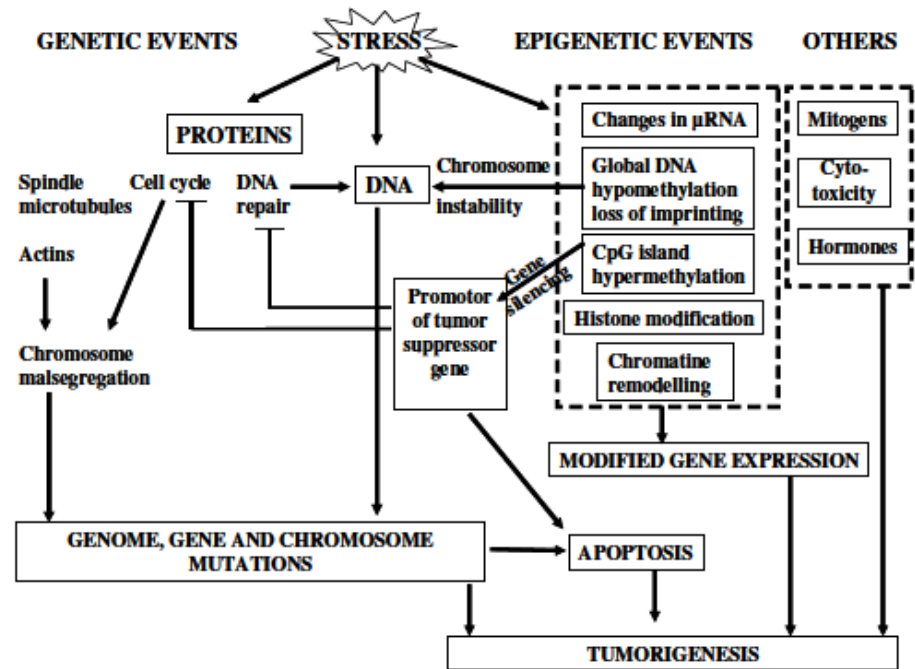 GENETIC EVENTS
STRESS
EPIGENETIC EVENTS
OTHERS
PROTEINS
Spindle
microtubules
Cell cycle
DNA
repair
DNA
Chromosome
instability
Changes in µRNA
Global DNA
hypomethylation
loss of imprinting
CpG island
hypermethylation
Histone modification
Chromatine
remodelling
Mitogens
Cyto-
toxicity
Hormones
Actins
Gene
silencing
Promotor
of tumor
suppressor
gene
Chromosome
malsegregation
MODIFIED GENE EXPRESSION
GENOME, GENE AND CHROMOSOME
MUTATIONS
APOPTOSIS
TUMORIGENESIS